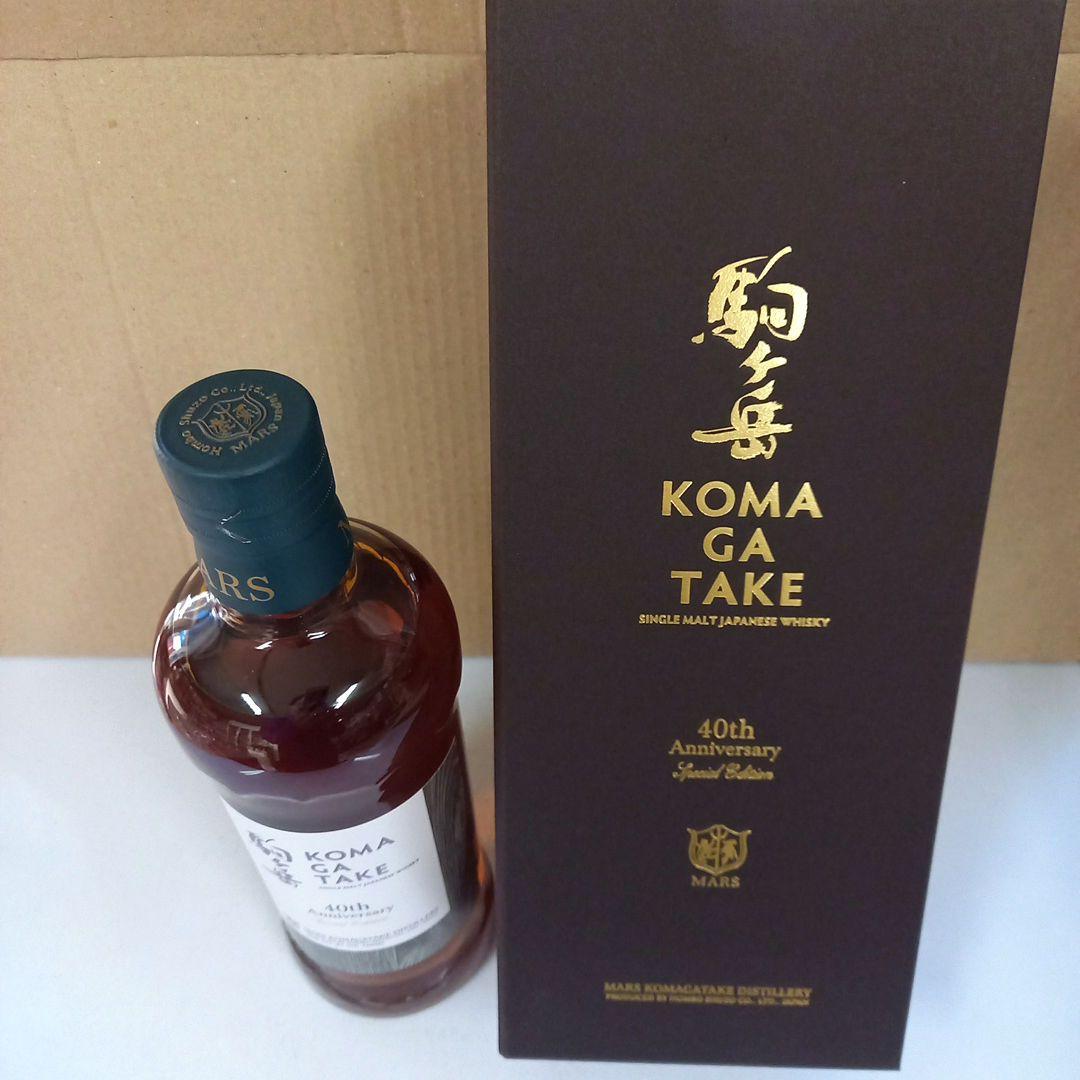 Hombo Shuzo Co., Ltd., Japan
MARS
MARS
駒ヶ岳
KOMA
GA
TAKE
SINGLE MALT JAPANESE WHISKY
40th
Anniversary
駒ヶ岳
KOMA
GA
TAKE
SINGLE MALT JAPANESE WHISKY
40th
Anniversary
Special Edition
MARS
MARS KOMAGATAKE DISTILLERY
PRODUCED BY HOMBO SHUZO CO., LTD., JAPAN